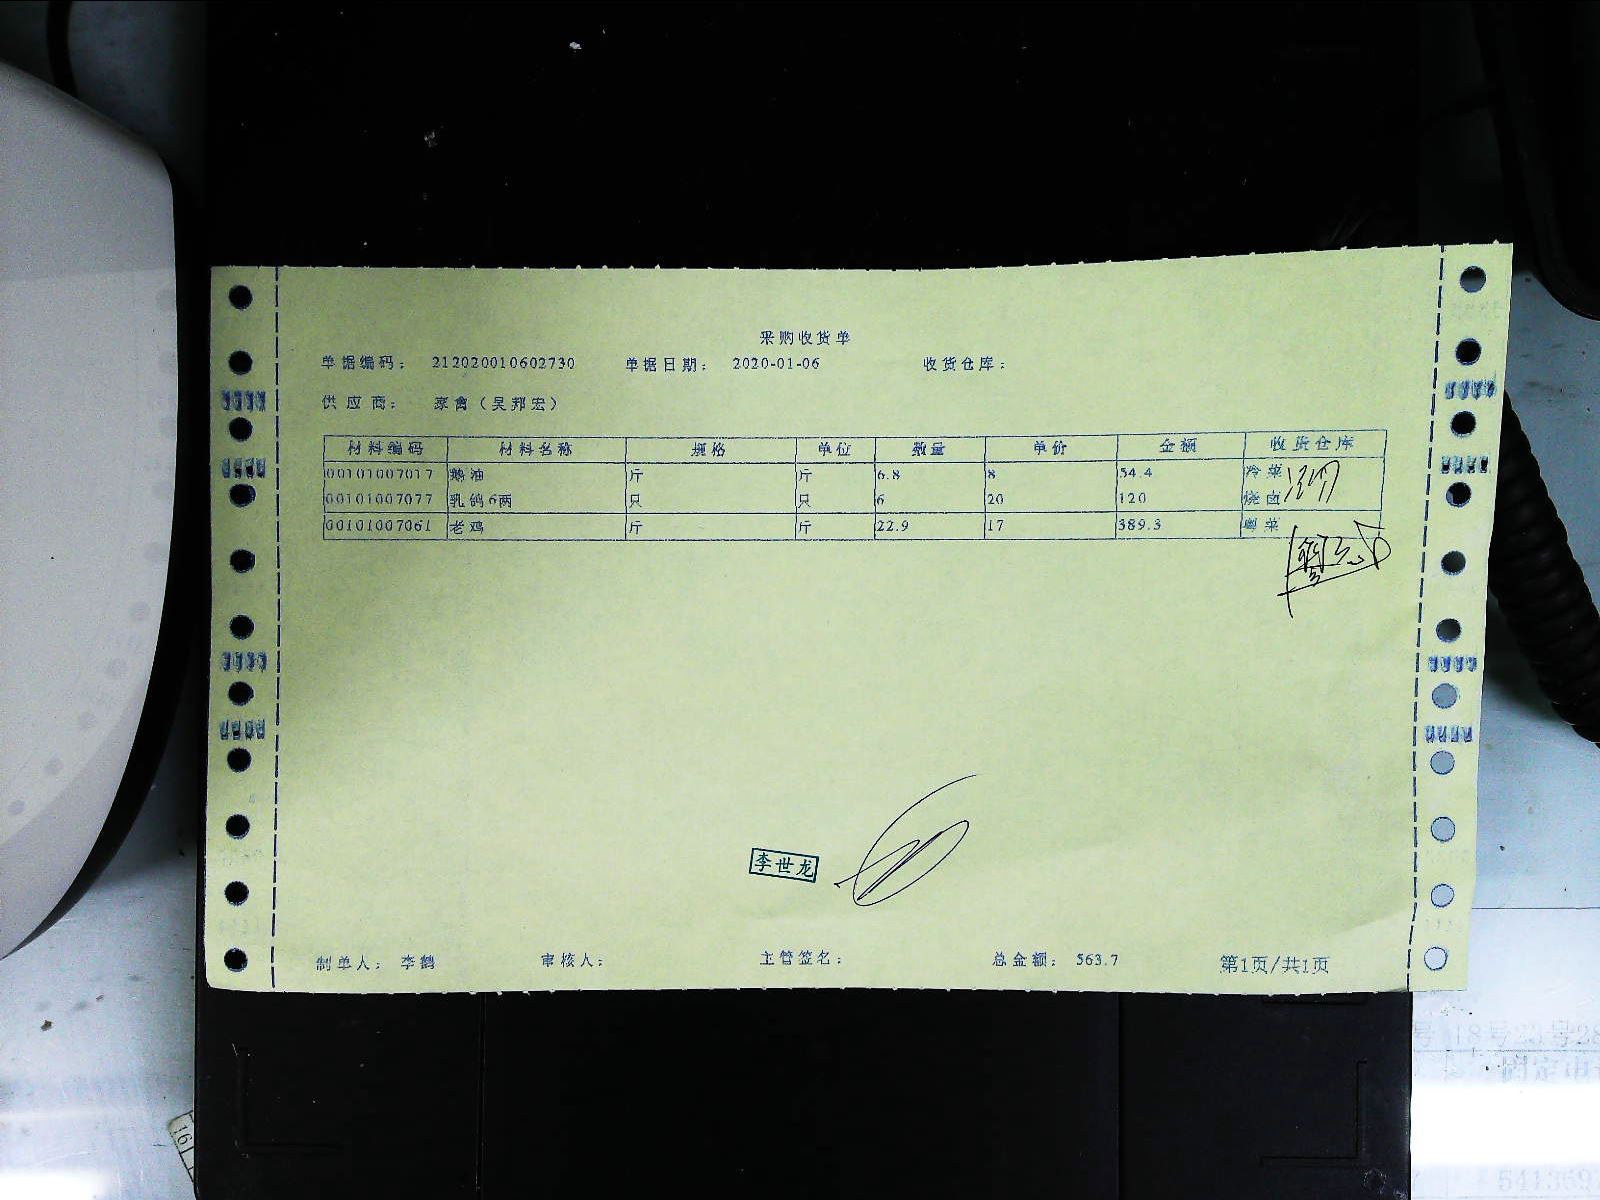 采购收货单
单据编码： 212020010602730 单据日期： 2020-01-06 收货仓库：
供应商： 家禽（吴邦宏）
材料编码 材料名称 规格 单位 数量 单价 金额 收货仓库
00101007017 鹅油 斤 斤 6.8 8 54.4 冷菜
00101007077 乳鸽6两 只 只 6 20 120 烧卤
00101007061 老鸡 斤 斤 22.9 17 389.3 粤菜
李世龙
制单人： 李鹤 审核人： 主管签名： 总金额： 563.7 第1页/共1页